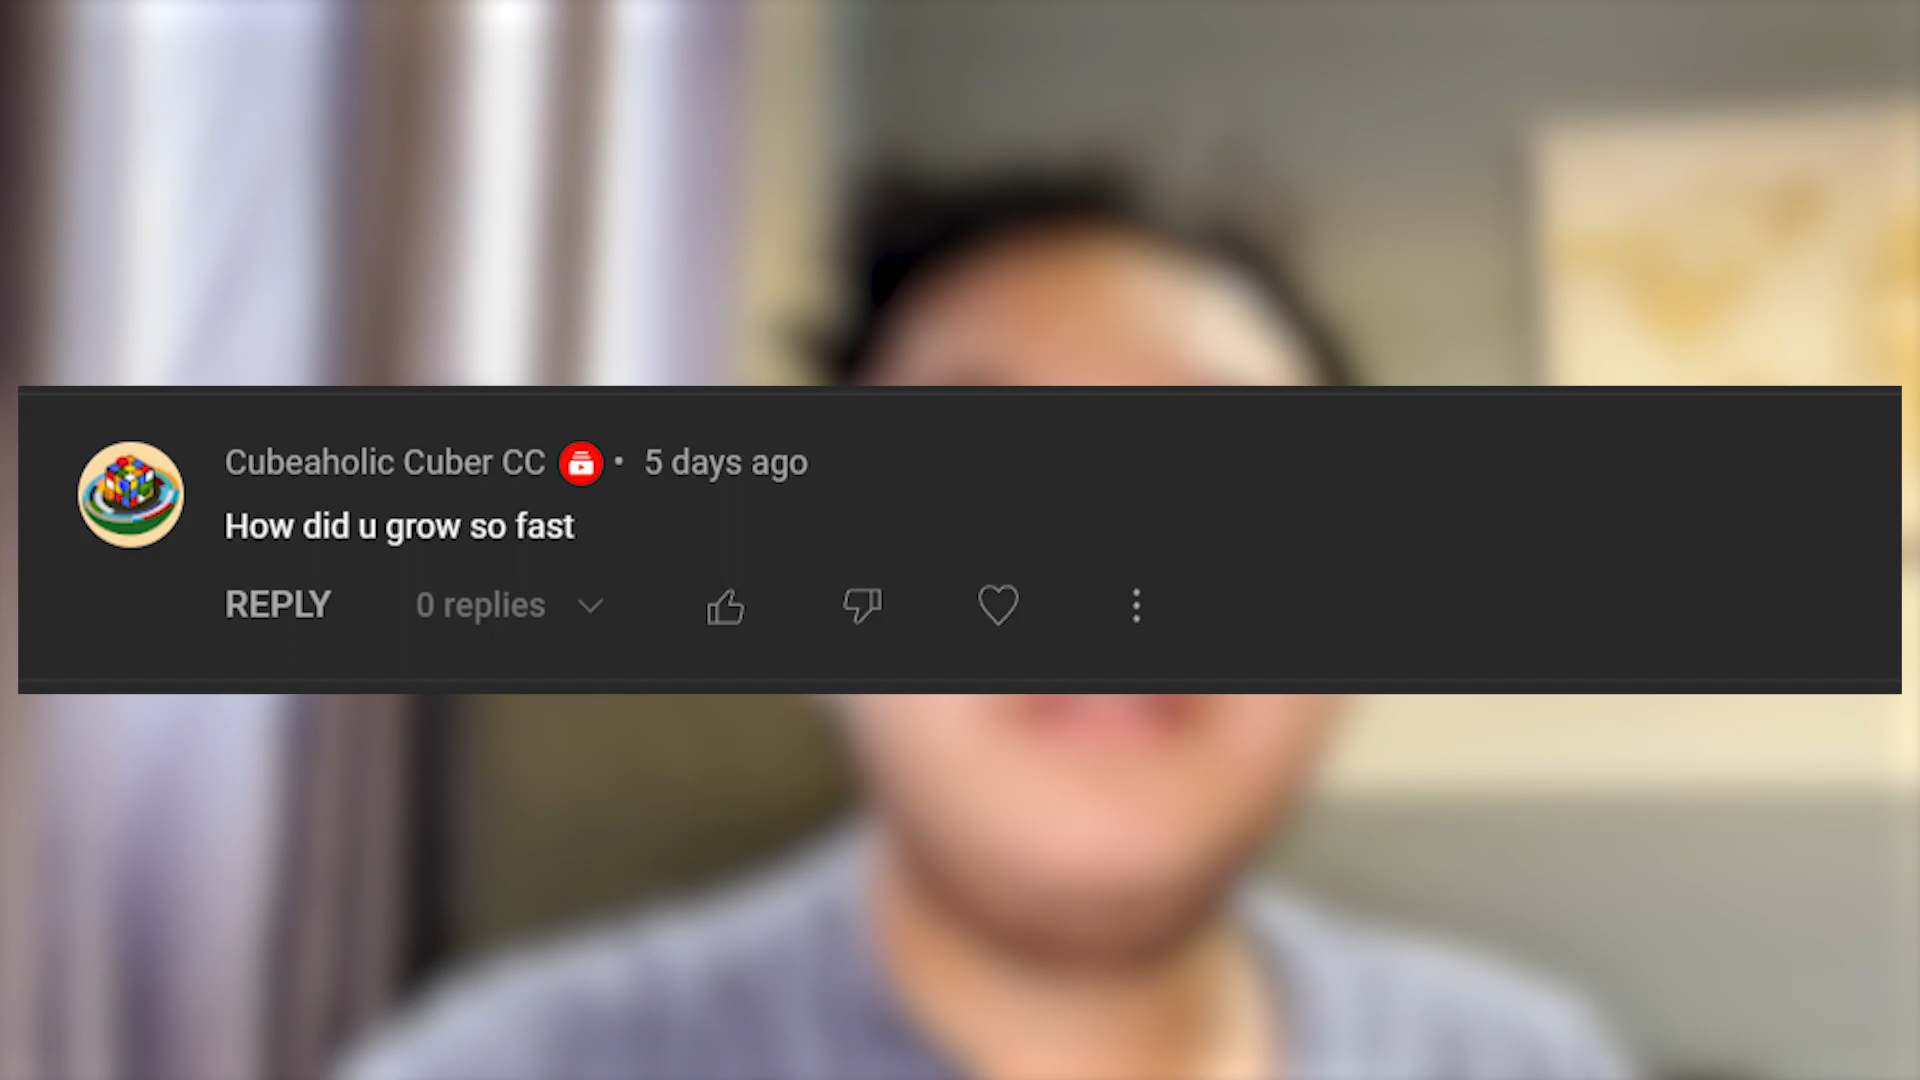 Cubeaholic Cuber CC • 5 days ago
How did u grow so fast
REPLY 0 replies